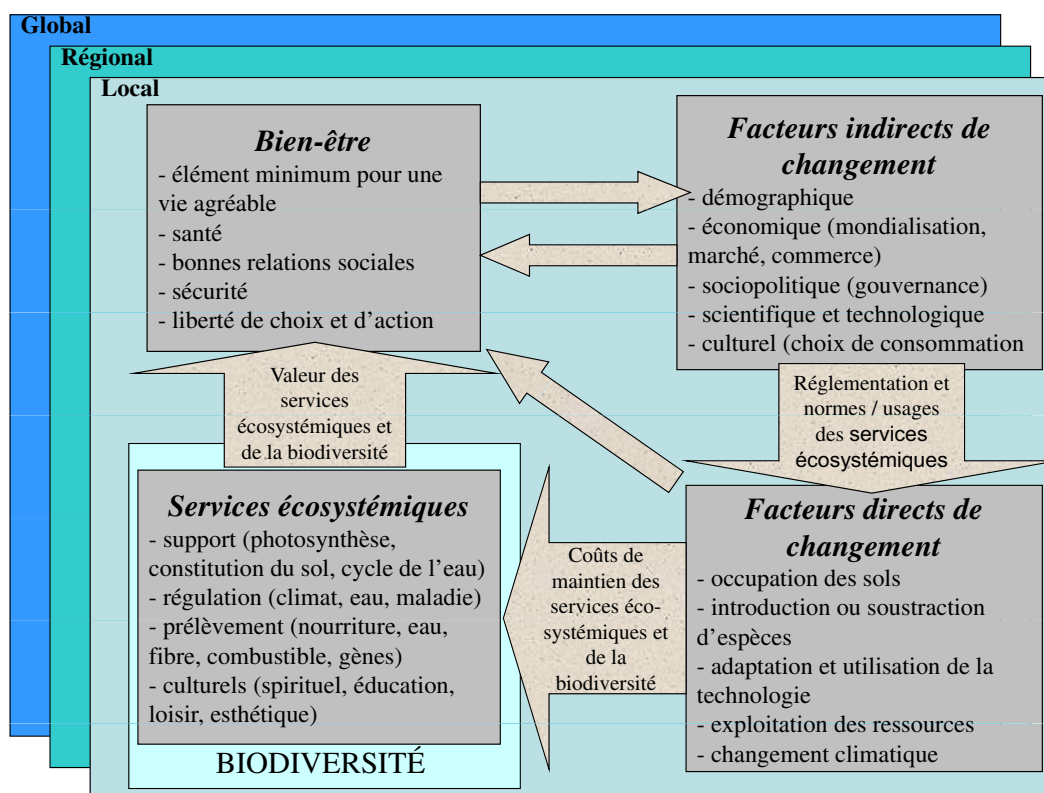 Global
Régional
Local
Bien-être
- élément minimum pour une
vie agréable
- santé
- bonnes relations sociales
- sécurité
- liberté de choix et d'action
Facteurs indirects de
changement
- démographique
- économique (mondialisation,
marché, commerce)
- sociopolitique (gouvernance)
- scientifique et technologique
- culturel (choix de consommation
Valeur des
services
écosystémiques et
de la biodiversité
Réglementation et
normes / usages
des services
écosystémiques
Services écosystémiques
- support (photosynthèse,
constitution du sol, cycle de l'eau)
- régulation (climat, eau, maladie)
- prélèvement (nourriture, eau,
fibre, combustible, gènes)
- culturels (spirituel, éducation,
loisir, esthétique)
BIODIVERSITÉ
Coûts de
maintien des
services éco-
systémiques et
de la
biodiversité
Facteurs directs de
changement
- occupation des sols
- introduction ou soustraction
d'espèces
- adaptation et utilisation de la
technologie
- exploitation des ressources
- changement climatique